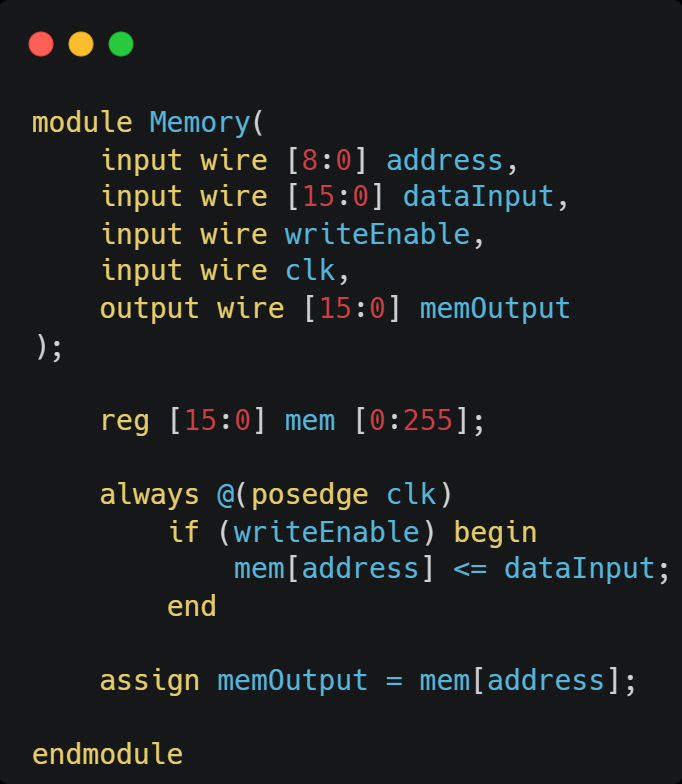 module Memory(
    input wire [8:0] address,
    input wire [15:0] dataInput,
    input wire writeEnable,
    input wire clk,
    output wire [15:0] memOutput
);
    reg [15:0] mem [0:255];
    always @(posedge clk)
        if (writeEnable) begin
            mem[address] <= dataInput;
        end
    assign memOutput = mem[address];
endmodule